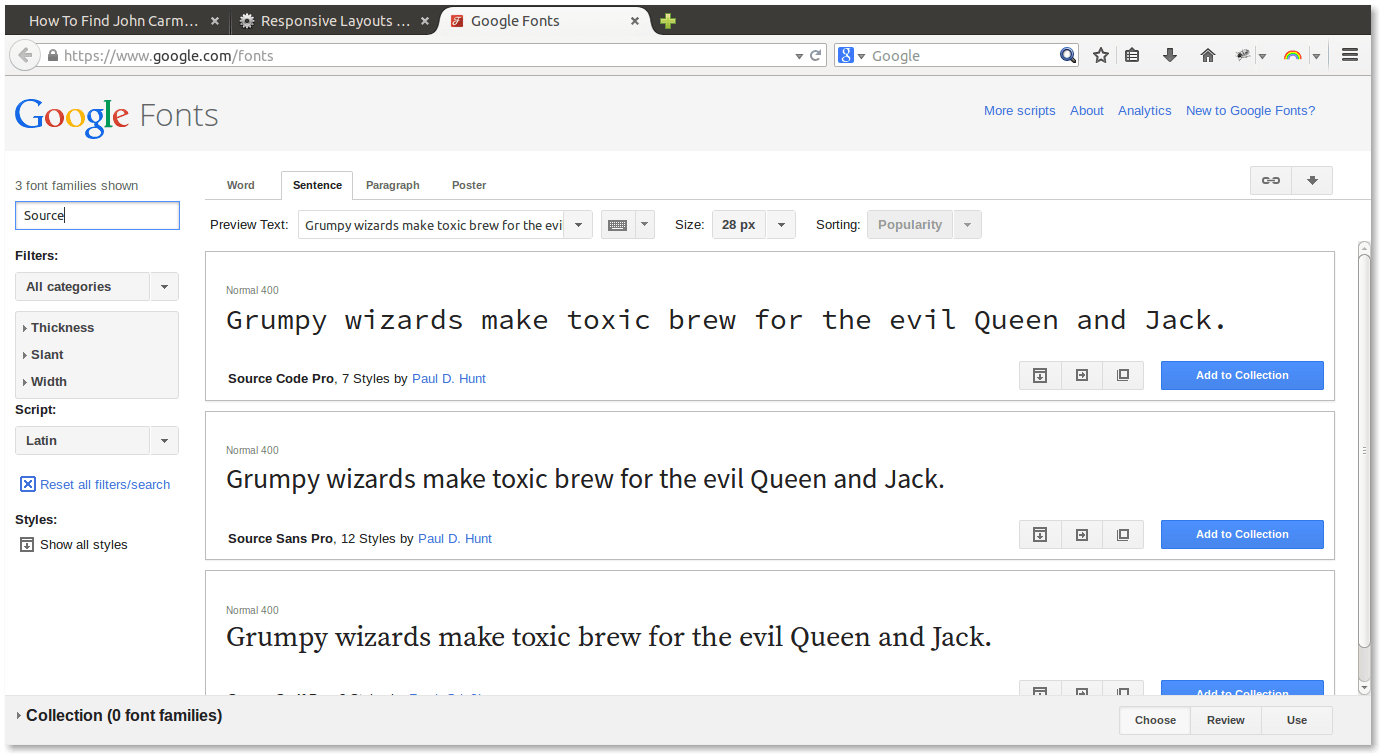 How To Find John Carm... × Responsive Layouts ... × Google Fonts ×
https://www.google.com/fonts Google
Google Fonts
More scripts About Analytics New to Google Fonts?
3 font families shown
Word Sentence Paragraph Poster
Source
Preview Text: Grumpy wizards make toxic brew for the evi Size: 28 px Sorting: Popularity
Filters:
All categories
Thickness
Slant
Width
Script:
Latin
Reset all filters/search
Styles:
Show all styles
Normal 400
Grumpy wizards make toxic brew for the evil Queen and Jack.
Source Code Pro, 7 Styles by Paul D. Hunt Add to Collection
Normal 400
Grumpy wizards make toxic brew for the evil Queen and Jack.
Source Sans Pro, 12 Styles by Paul D. Hunt Add to Collection
Normal 400
Grumpy wizards make toxic brew for the evil Queen and Jack.
Add to Collection
Collection (0 font families) Choose Review Use